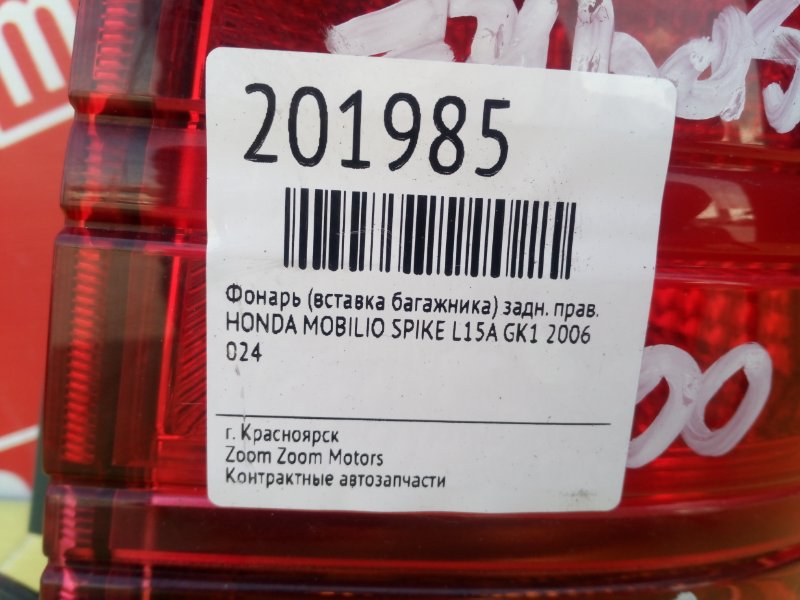 201985
Фонарь (вставка багажника) задн. прав.
HONDA MOBILIO SPIKE L15A GK1 2006
024
г. Красноярск
Zoom Zoom Motors
Контрактные автозапчасти